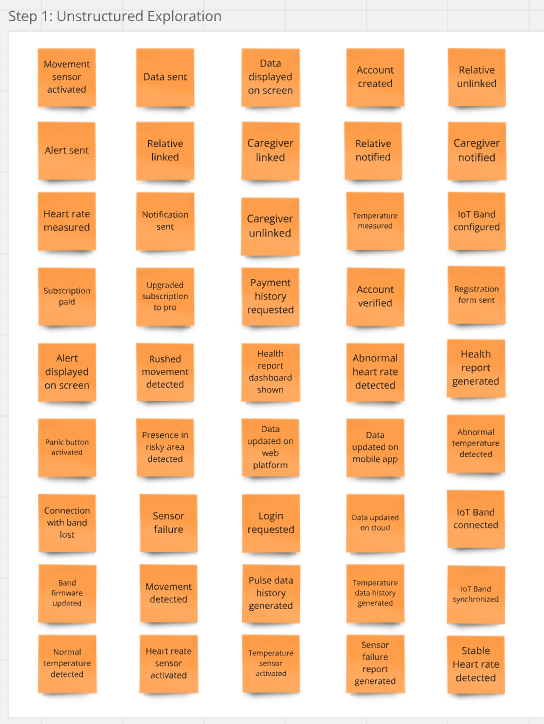 Step 1: Unstructured Exploration
Movement
sensor
activated
Data sent
Data
displayed
on screen
Account
created
Relative
unlinked
Alert sent
Relative
linked
Caregiver
linked
Relative
notified
Caregiver
notified
Heart rate
measured
Notification
sent
Caregiver
unlinked
Temperature
measured
IoT Band
configured
Subscription
paid
Upgraded
subscription
to pro
Payment
history
requested
Account
verified
Registration
form sent
Alert
displayed
on screen
Rushed
movement
detected
Health
report
dashboard
shown
Abnormal
heart rate
detected
Health
report
generated
Panic button
activated
Presence in
risky area
detected
Data
updated on
web
platform
Data
updated on
mobile app
Abnormal
temperature
detected
Connection
with band
lost
Sensor
failure
Login
requested
Data updated
on cloud
IoT Band
connected
Band
firmware
updated
Movement
detected
Pulse data
history
generated
Temperature
data history
generated
IoT Band
synchronized
Normal
temperature
detected
Heart reate
sensor
activated
Temperature
sensor
activated
Sensor
failure
report
generated
Stable
Heart rate
detected